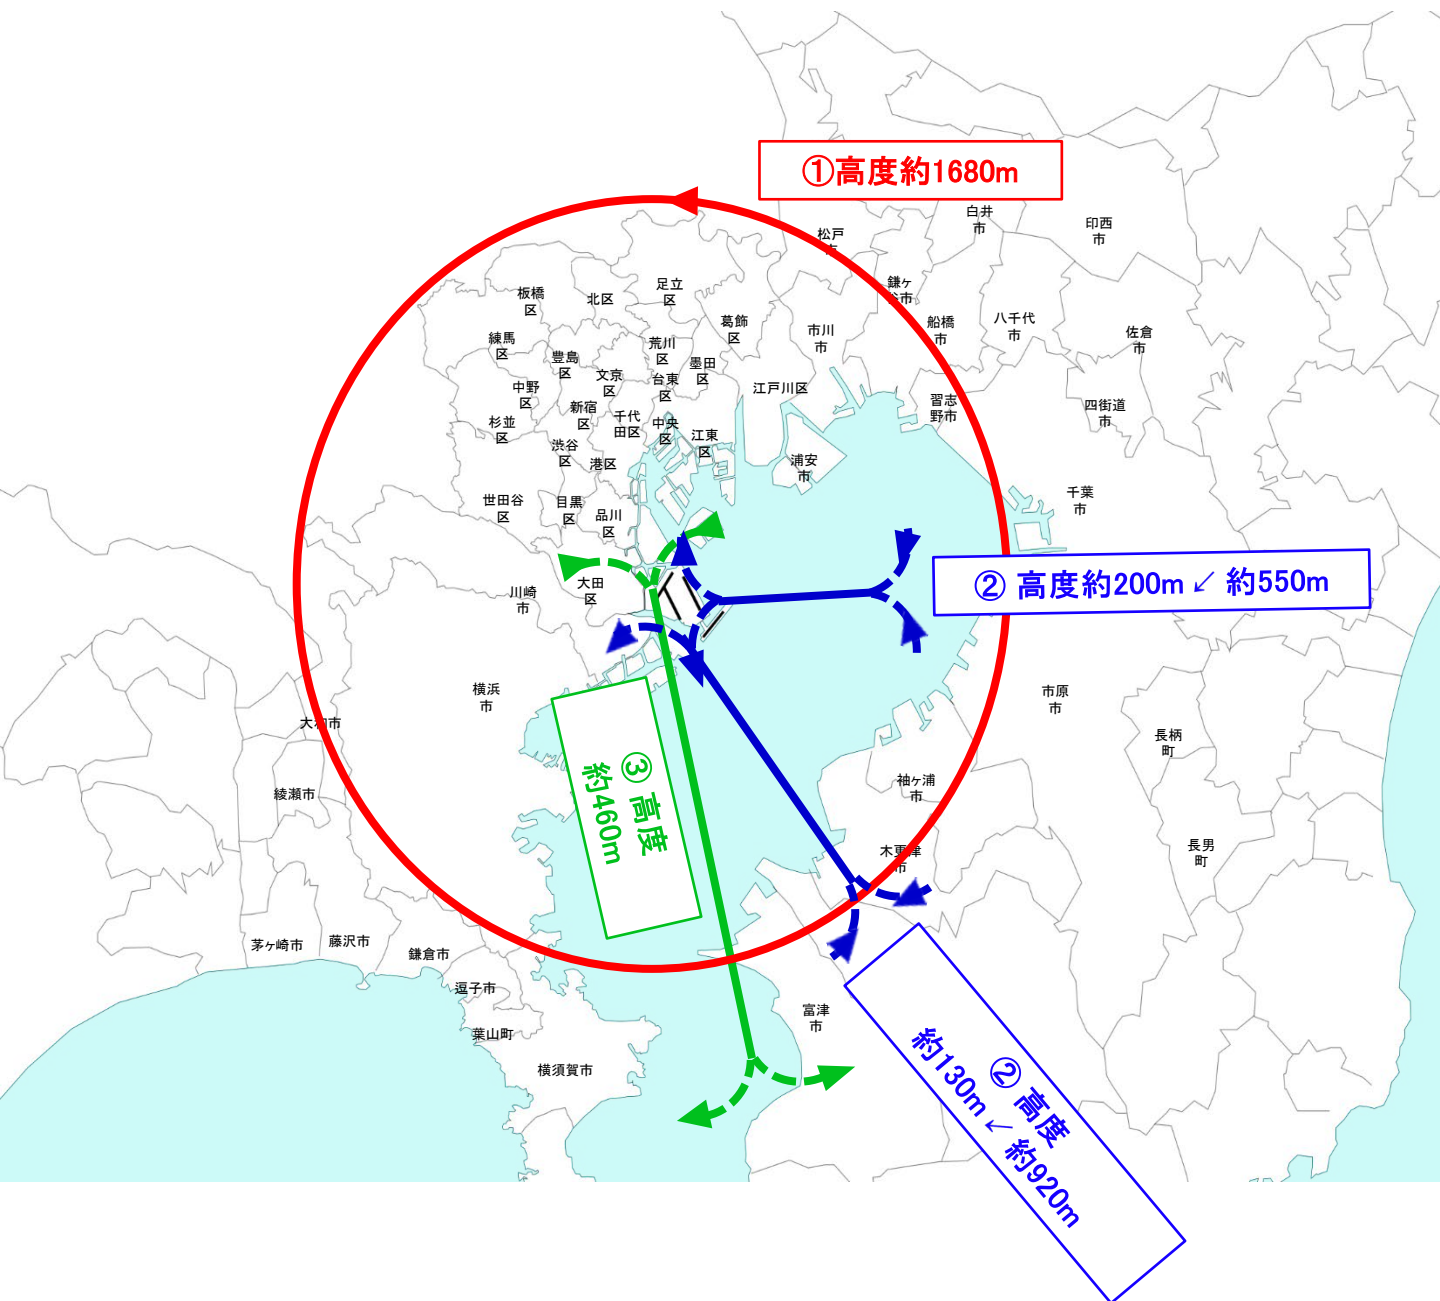 ①高度約1680m
白井
市
印西
市
松戸
市
鎌ヶ
谷市
足立
区
板橋
区
北区
葛飾
区
船橋
市
八千代
市
市川
市
佐倉
市
練馬
区
豊島
区
荒川
区
墨田
区
文京
区
台東
区
中野
区
江戸川区
新宿
区
千代
田区
中央
区
習志
野市
四街道
市
杉並
区
渋谷
区
港区
江東
区
浦安
市
世田谷
区
目黒
区
品川
区
千葉
市
② 高度約200m↙ 約550m
川崎
市
大田
区
横浜
市
市原
市
大和市
長柄
町
③ 高度
約460m
綾瀬市
袖ヶ浦
市
木更津
市
長男
町
茅ヶ崎市
藤沢市
鎌倉市
逗子市
富津
市
葉山町
横須賀市
② 高度
約130m↙ 約920m